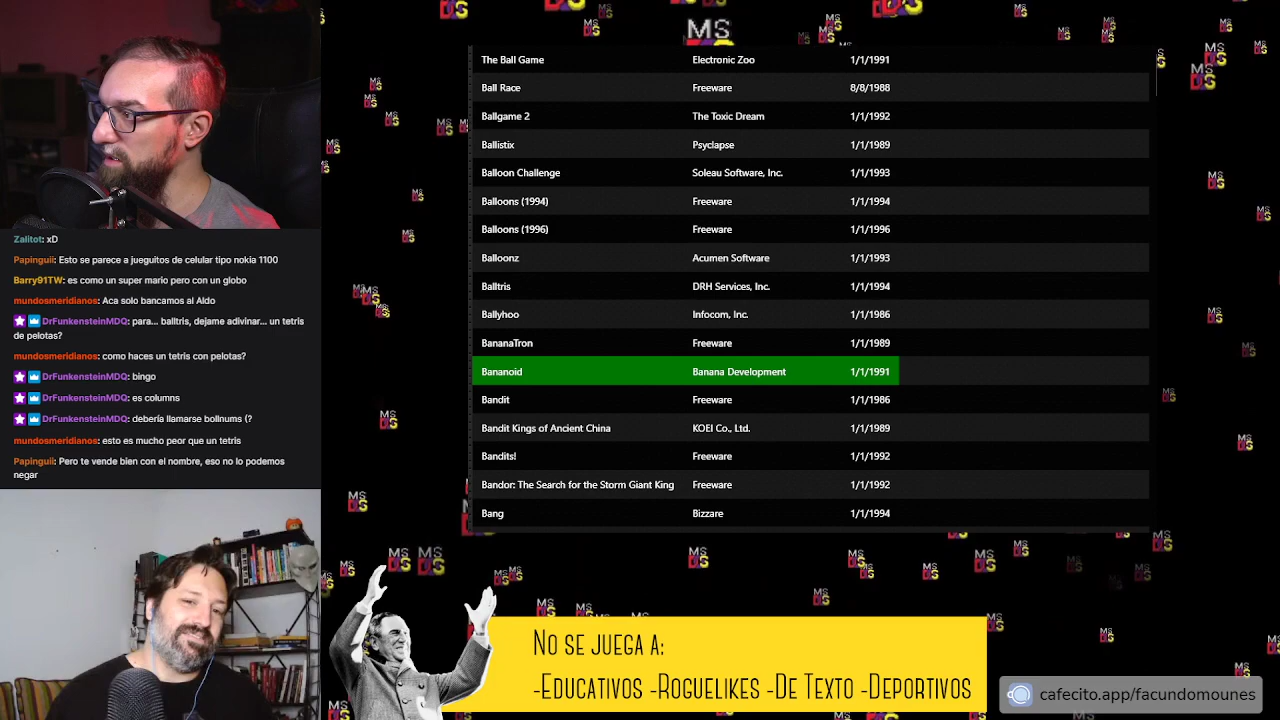 MS
The Ball Game Electronic Zoo 1/1/1991
Ball Race Freeware 8/8/1988
Ballgame 2 The Toxic Dream 1/1/1992
Ballistix Psyclapse 1/1/1989
Balloon Challenge Soleau Software, Inc. 1/1/1993
Balloons (1994) Freeware 1/1/1994
Balloons (1996) Freeware 1/1/1996
Balloonz Acumen Software 1/1/1993
Balltris DRH Services, Inc. 1/1/1994
Ballyhoo Infocom, Inc. 1/1/1986
BananaTron Freeware 1/1/1989
Bananoid Banana Development 1/1/1991
Bandit Freeware 1/1/1986
Bandit Kings of Ancient China KOEI Co., Ltd. 1/1/1989
Bandits! Freeware 1/1/1992
Bandor: The Search for the Storm Giant King Freeware 1/1/1992
Bang Bizzare 1/1/1994
Zalitot: xD
Papinguii: Esto se parece a jueguitos de celular tipo nokia 1100
Barry91TW: es como un super mario pero con un globo
mundosmeridianos: Aca solo bancamos al Aldo
DrFunkensteinMDQ: para... balltris, dejame adivinar... un tetris
de pelotas?
mundosmeridianos: como haces un tetris con pelotas?
DrFunkensteinMDQ: bingo
DrFunkensteinMDQ: es columns
DrFunkensteinMDQ: debería llamarse bollnums (?
mundosmeridianos: esto es mucho peor que un tetris
Papinguii: Pero te vende bien con el nombre, eso no lo podemos
negar
No se juega a:
-Educativos -Roguelikes -De Texto -Deportivos
cafecito.app/facundomounes